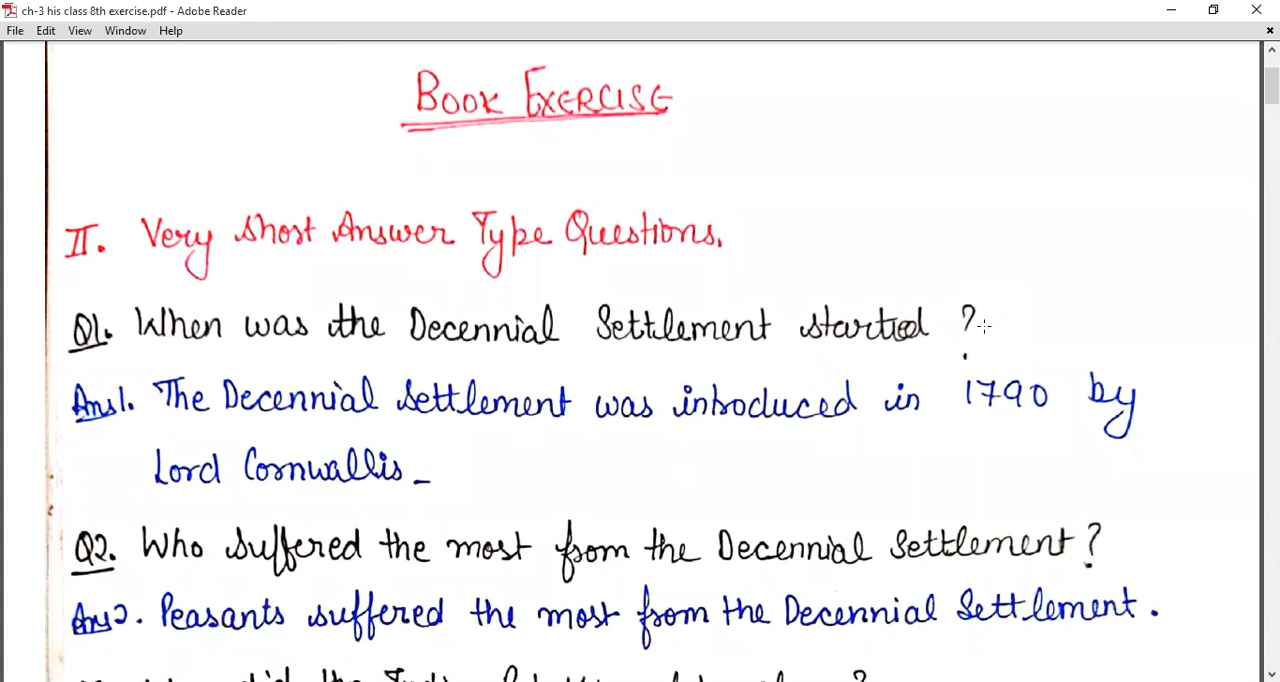 ch-3 his class 8th exercise.pdf - Adobe Reader
File Edit View Window Help
BOOK EXERCISE
II. Very Short Answer Type Questions.
Q1. When was the Decennial Settlement started ?
Ans1. The Decennial Settlement was introduced in 1790 by
Lord Cornwallis -
Q2. Who suffered the most from the Decennial Settlement ?
Ans2. Peasants suffered the most from the Decennial Settlement .
did the